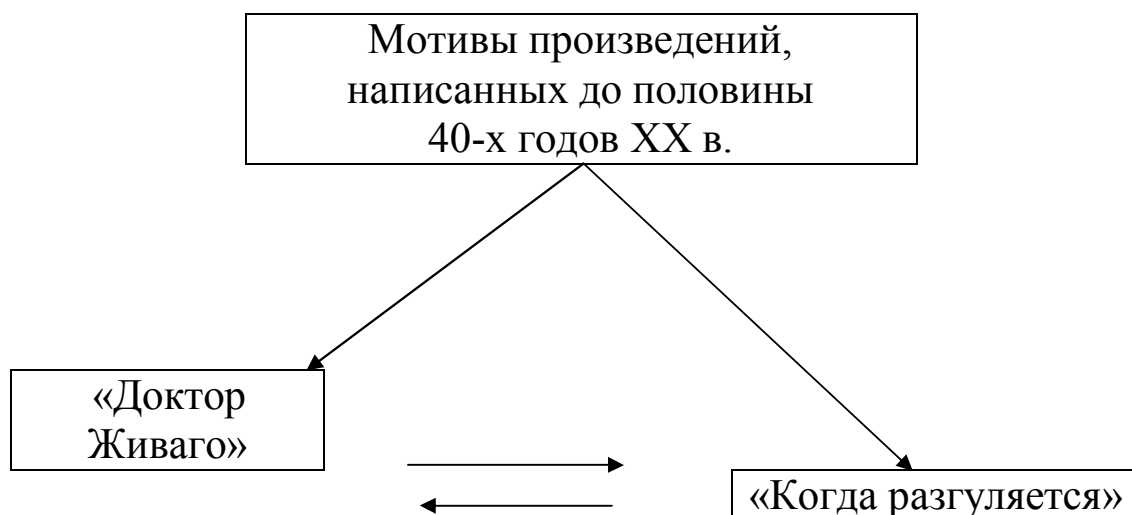 Мотивы произведений,
написанных до половины
40-х годов XX в.
«Доктор
Живаго»
«Когда разгуляется»